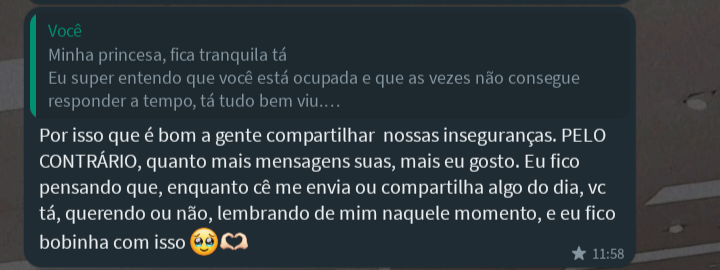 Você
Minha princesa, fica tranquila tá
Eu super entendo que você está ocupada e que as vezes não consegue
responder a tempo, tá tudo bem viu.…
Por isso que é bom a gente compartilhar  nossas inseguranças. PELO
CONTRÁRIO, quanto mais mensagens suas, mais eu gosto. Eu fico
pensando que, enquanto cê me envia ou compartilha algo do dia, vc
tá, querendo ou não, lembrando de mim naquele momento, e eu fico
bobinha com isso 🥹🫶🏻
11:58